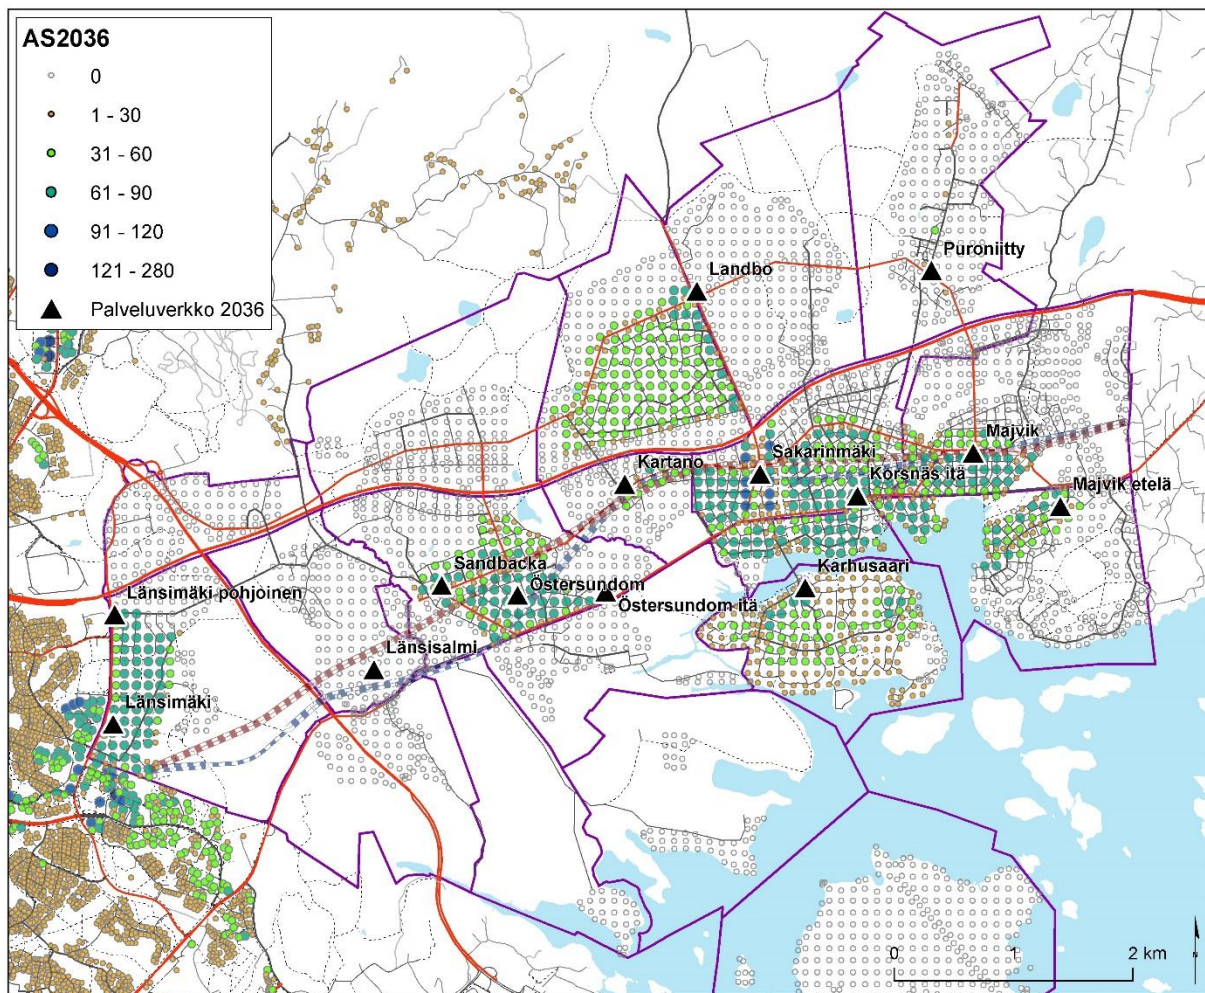 AS2036
0
1 - 30
31 - 60
61 - 90
91 - 120
121 - 280
Palveluverkko 2036
Puroniitty
Landbo
Majvik
Sakarinmäki
Kartano
Korsnäs itä
Majvik etelä
Sandbacka
Karhusaari
Östersundom
Östersundom itä
Länsimäki pohjoinen
Länsisalmi
Länsimäki
0 1 2 km